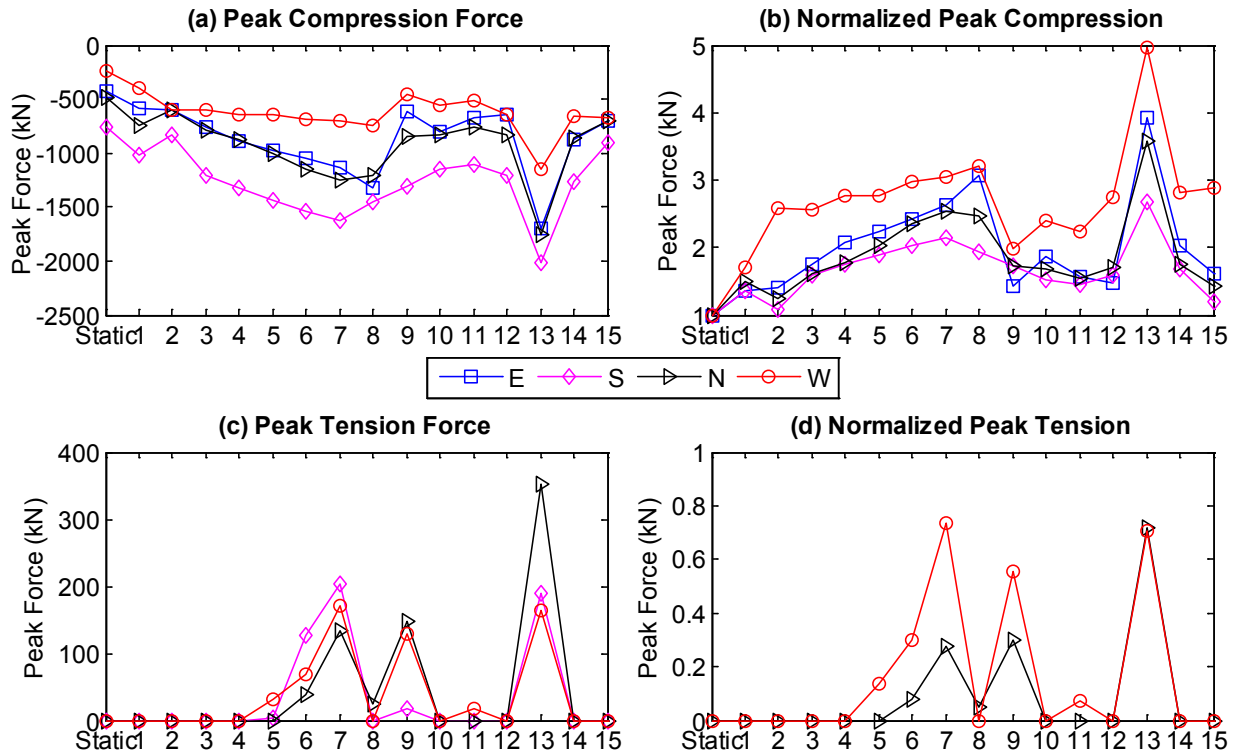 (a) Peak Compression Force
Peak Force (kN)
0
-500
-1000
-1500
-2000
-2500
Static1 2 3 4 5 6 7 8 9 10 11 12 13 14 15
(b) Normalized Peak Compression
Peak Force (kN)
5
4
3
2
1
Static1 2 3 4 5 6 7 8 9 10 11 12 13 14 15
E S N W
(c) Peak Tension Force
Peak Force (kN)
400
300
200
100
0
Static1 2 3 4 5 6 7 8 9 10 11 12 13 14 15
(d) Normalized Peak Tension
Peak Force (kN)
1
0.8
0.6
0.4
0.2
0
Static1 2 3 4 5 6 7 8 9 10 11 12 13 14 15